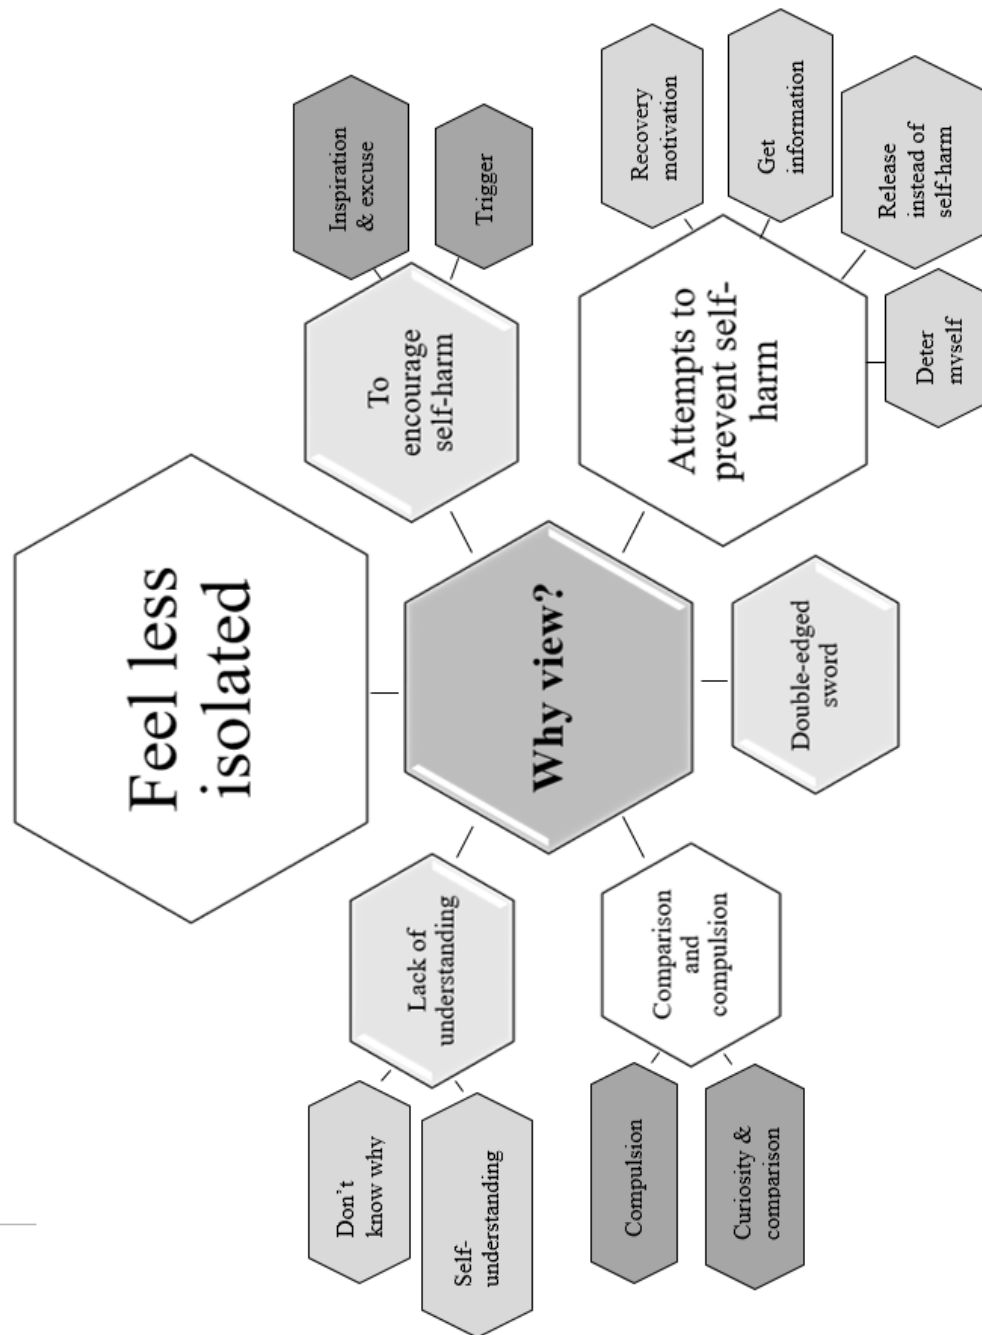 Feel less
isolated
Inspiration
& excuse
Trigger
To
encourage
self-harm
Recovery
motivation
Get
information
Release
instead of
self-harm
Deter
myself
Attempts to
prevent self-
harm
Why view?
Double-edged
sword
Lack of
understanding
Don't
know why
Self-
understanding
Comparison
and
compulsion
Compulsion
Curiosity &
comparison